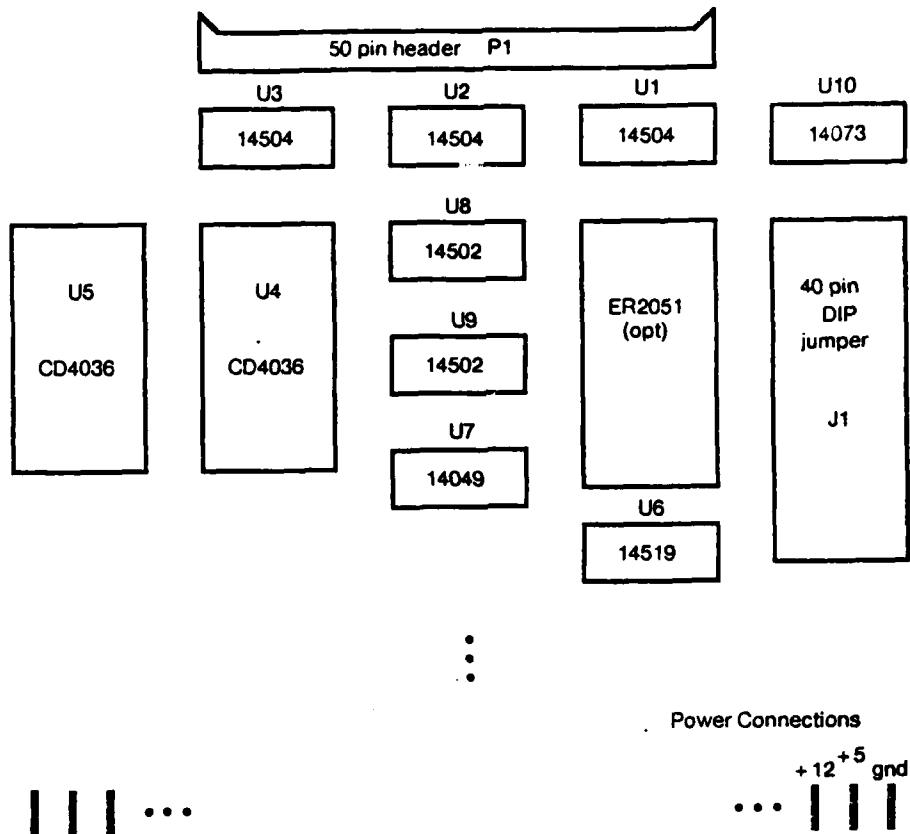 50 pin header P1
U3
U2
U1
U10
14504
14504
14504
14073
U8
14502
U5
CD4036
U4
CD4036
U9
14502
U7
14049
ER2051
(opt)
U6
14519
40 pin
DIP
jumper
J1
Power Connections
+12 +5 gnd